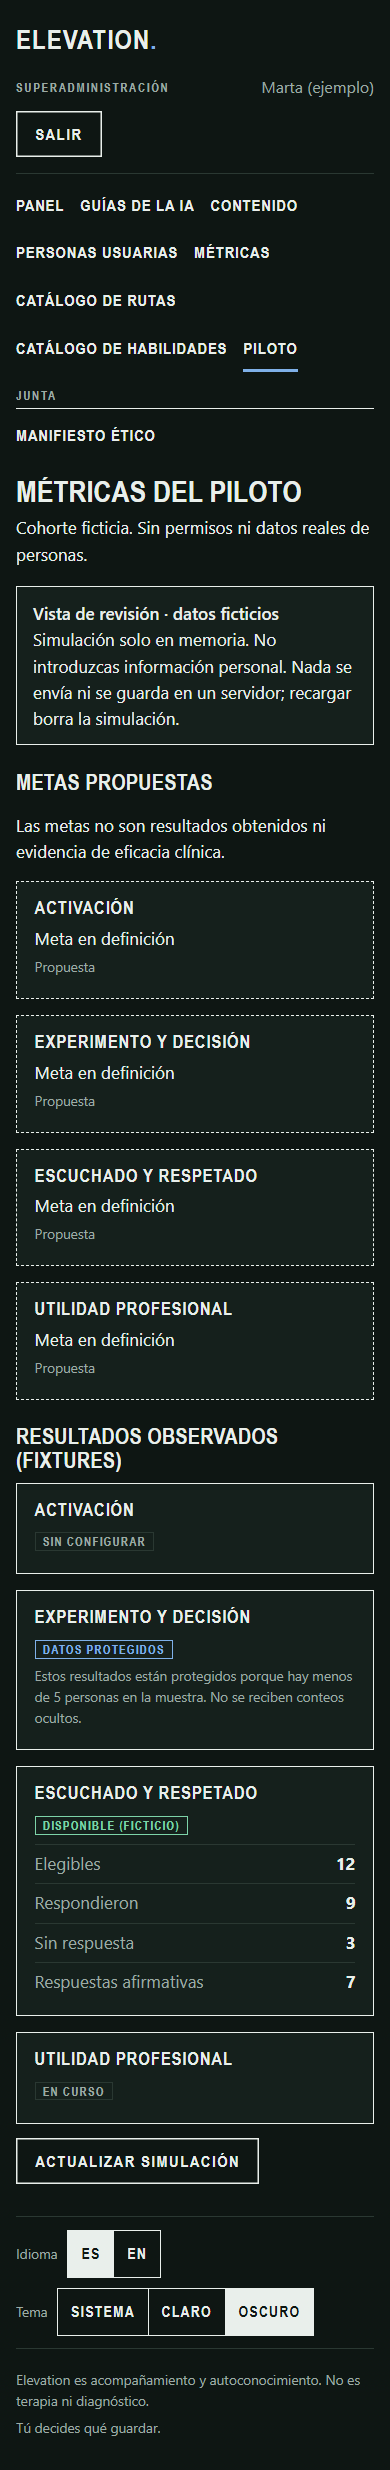 ELEVATION.
SUPERADMINISTRACIÓN
Marta (ejemplo)
SALIR
PANEL GUÍAS DE LA IA CONTENIDO
PERSONAS USUARIAS MÉTRICAS
CATÁLOGO DE RUTAS
CATÁLOGO DE HABILIDADES PILOTO
JUNTA
MANIFIESTO ÉTICO
MÉTRICAS DEL PILOTO
Cohorte ficticia. Sin permisos ni datos reales de
personas.
Vista de revisión · datos ficticios
Simulación solo en memoria. No
introduzcas información personal. Nada se
envía ni se guarda en un servidor; recargar
borra la simulación.
METAS PROPUESTAS
Las metas no son resultados obtenidos ni
evidencia de eficacia clínica.
ACTIVACIÓN
Meta en definición
Propuesta
EXPERIMENTO Y DECISIÓN
Meta en definición
Propuesta
ESCUCHADO Y RESPETADO
Meta en definición
Propuesta
UTILIDAD PROFESIONAL
Meta en definición
Propuesta
RESULTADOS OBSERVADOS
(FIXTURES)
ACTIVACIÓN
SIN CONFIGURAR
EXPERIMENTO Y DECISIÓN
DATOS PROTEGIDOS
Estos resultados están protegidos porque hay menos
de 5 personas en la muestra. No se reciben conteos
ocultos.
ESCUCHADO Y RESPETADO
DISPONIBLE (FICTICIO)
Elegibles 12
Respondieron 9
Sin respuesta 3
Respuestas afirmativas 7
UTILIDAD PROFESIONAL
EN CURSO
ACTUALIZAR SIMULACIÓN
Idioma ES EN
Tema SISTEMA CLARO OSCURO
Elevation es acompañamiento y autoconocimiento. No es
terapia ni diagnóstico.
Tú decides qué guardar.